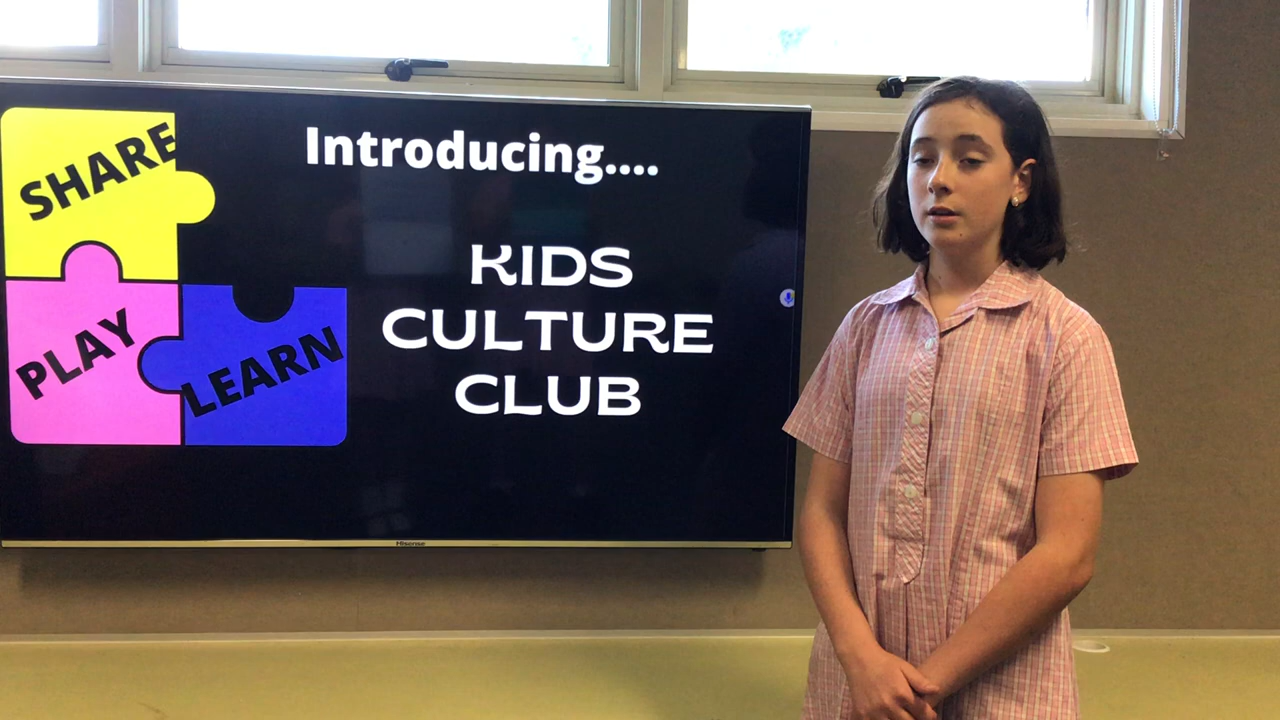 SHARE
PLAY
LEARN
Introducing....
KIDS
CULTURE
CLUB
Hisense